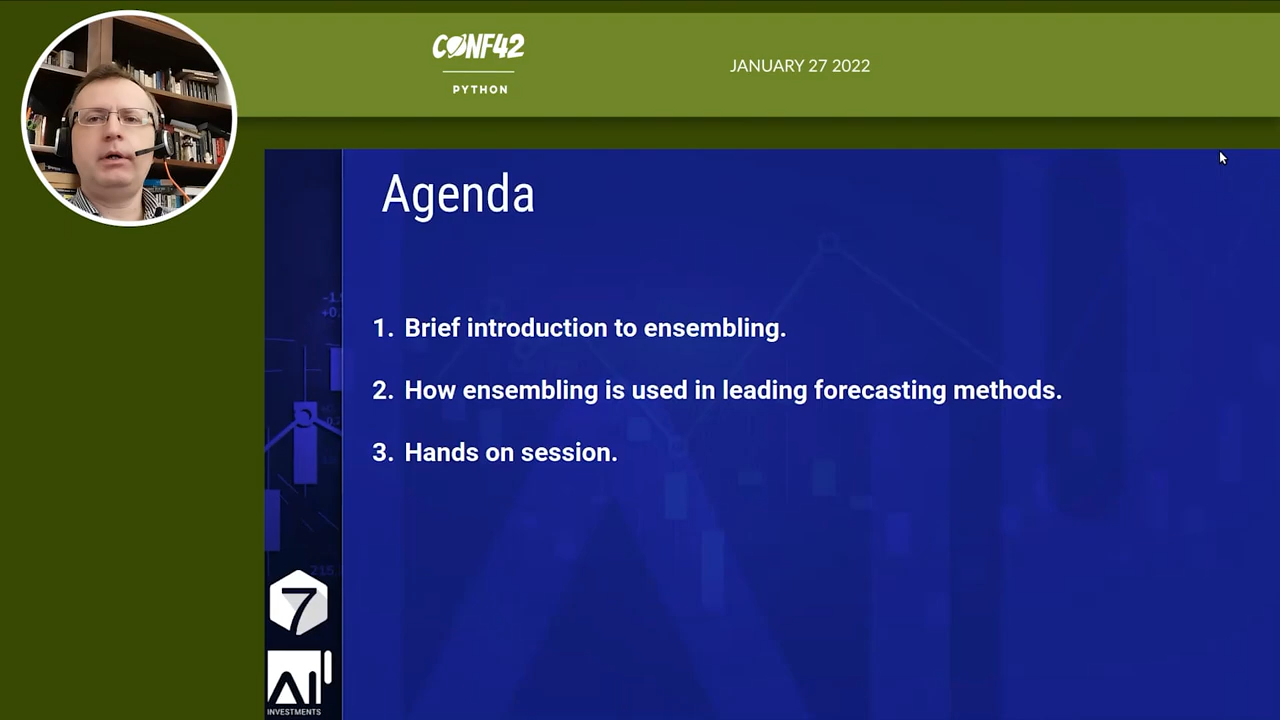 CONF42
PYTHON
JANUARY 27 2022
Agenda
1. Brief introduction to ensembling.
2. How ensembling is used in leading forecasting methods.
3. Hands on session.
215
7
AI
INVESTMENTS